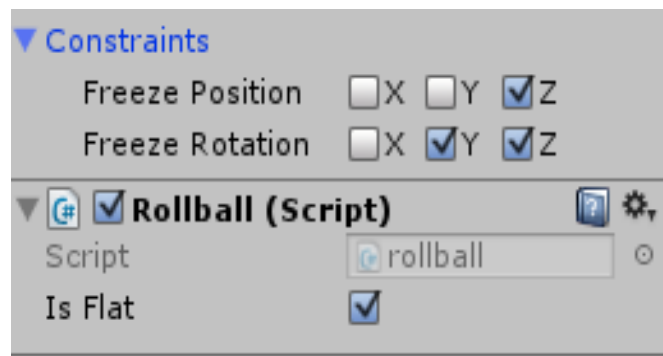 Constraints
Freeze Position X Y Z
Freeze Rotation X Y Z
Rollball (Script)
Script rollball
Is Flat